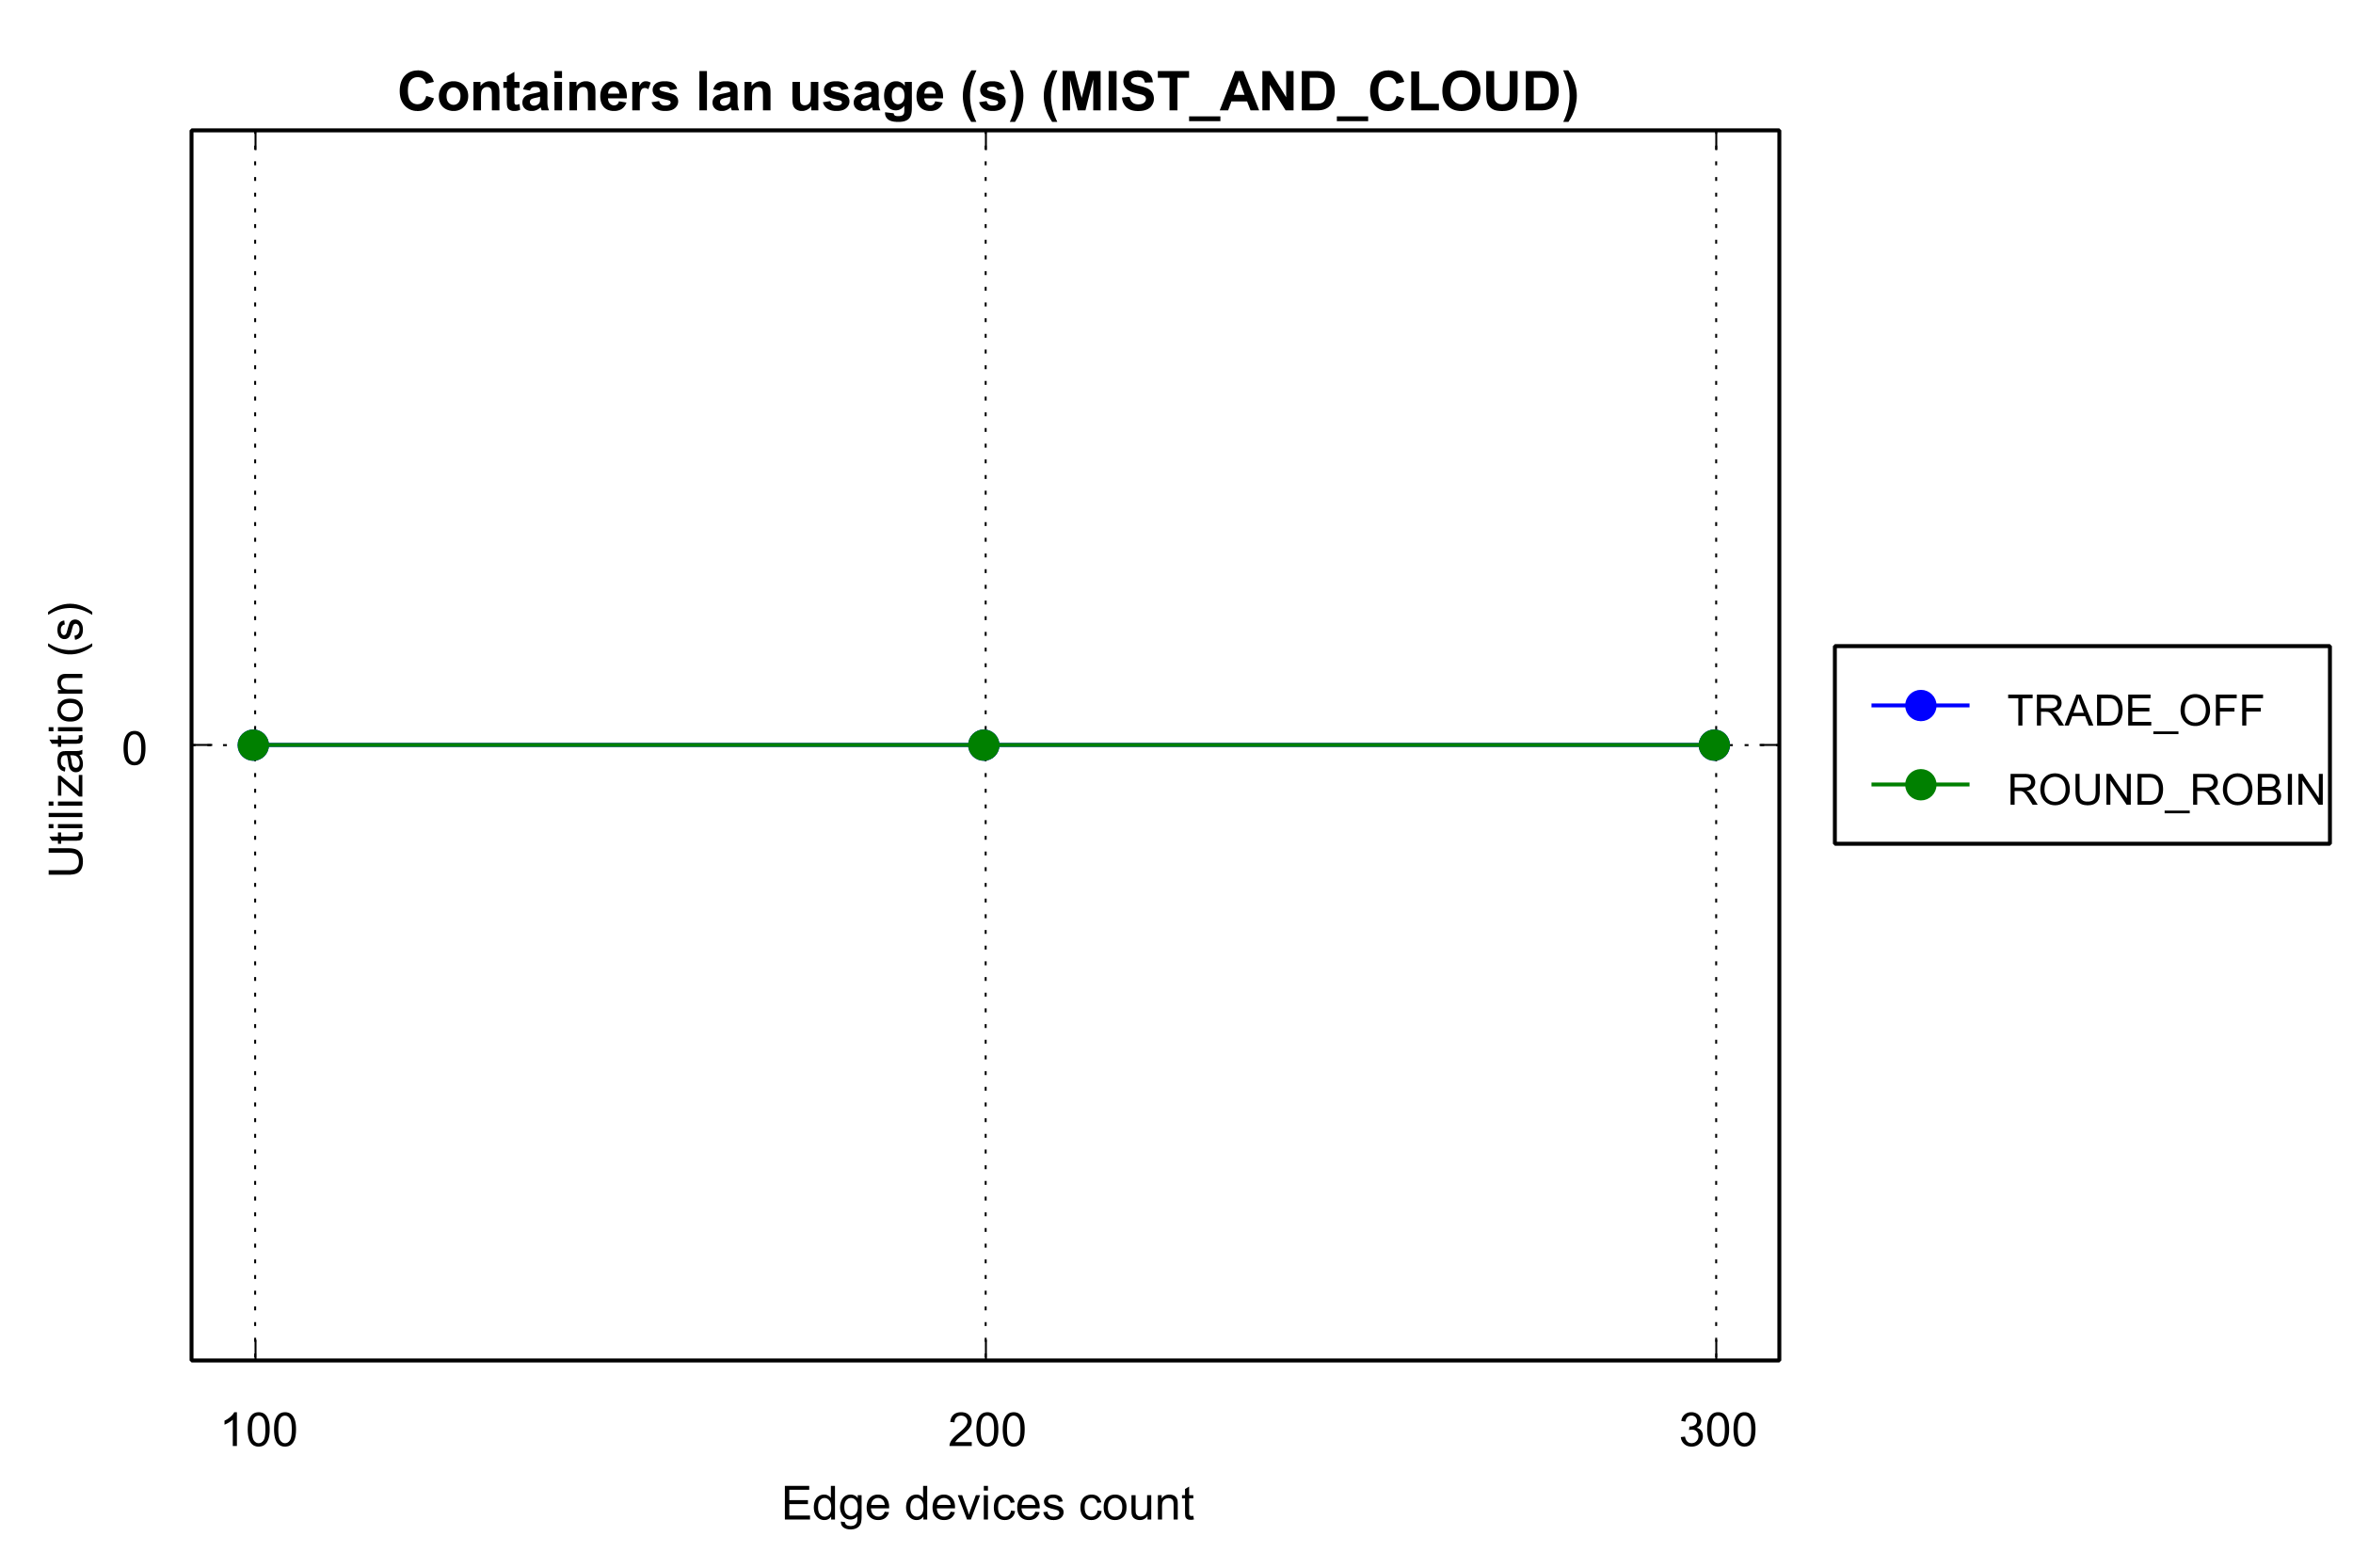 Containers lan usage (s) (MIST_AND_CLOUD)
Utilization (s)
0
TRADE_OFF
ROUND_ROBIN
100
200
300
Edge devices count